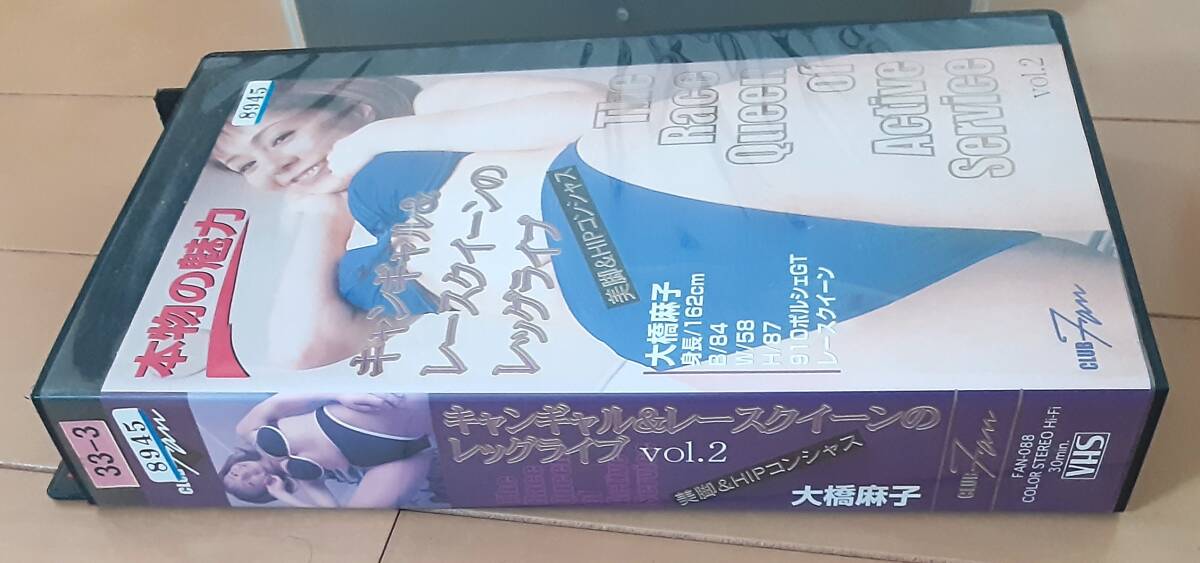 8945
The
Race
Queen
of
Active
Service
vol.2
本物の魅力
キャンギャル&
レースクイーンの
レッグライブ
美脚&HIPコンシャス
大橋麻子
身長/162cm
B/84
W/58
H/87
910ポルシェGT
レースクィーン
CLUB Fan
33-3
8945
CLUB Fan
キャンギャル&レースクイーンの
レッグライブ vol.2
The
Race
Queen
美脚&HIPコンシャス
大橋麻子
CLUB Fan
FAN-088
COLOR STEREO Hi-Fi
30min.
VHS